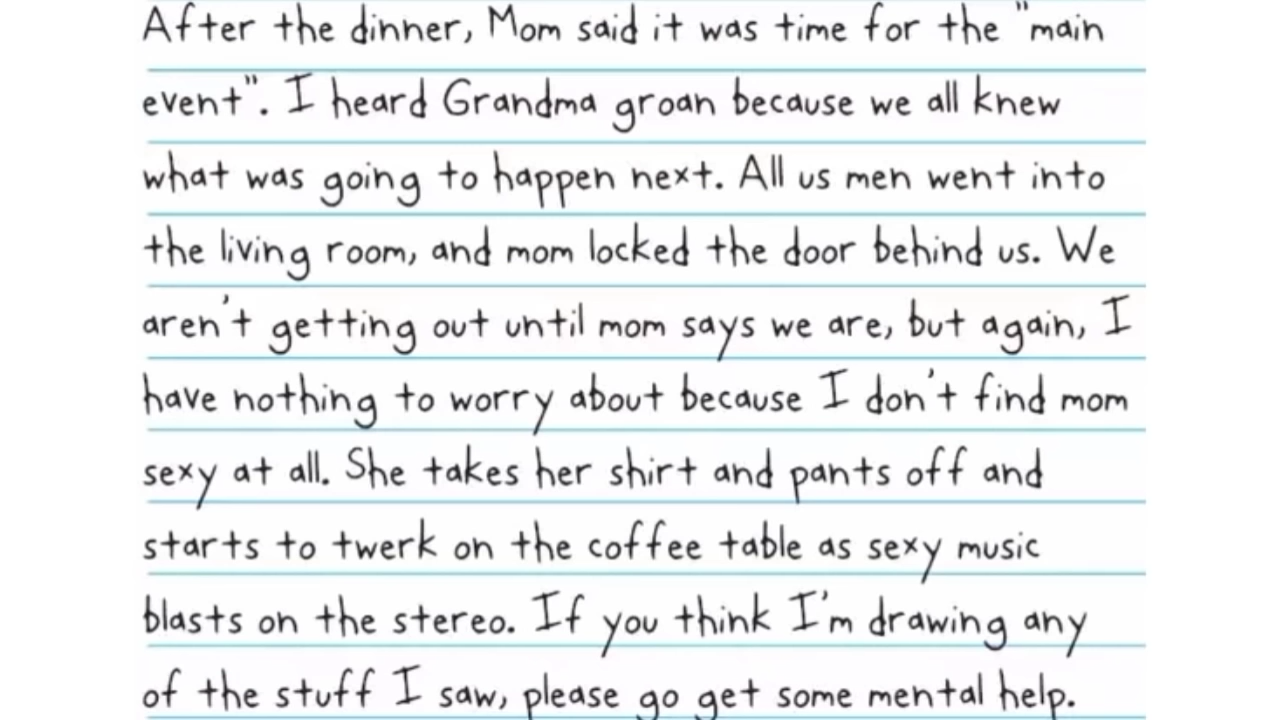 After the dinner, Mom said it was time for the "main
event". I heard Grandma groan because we all knew
what was going to happen next. All us men went into
the living room, and mom locked the door behind us. We
aren't getting out until mom says we are, but again, I
have nothing to worry about because I don't find mom
sexy at all. She takes her shirt and pants off and
starts to twerk on the coffee table as sexy music
blasts on the stereo. If you think I'm drawing any
of the stuff I saw, please go get some mental help.